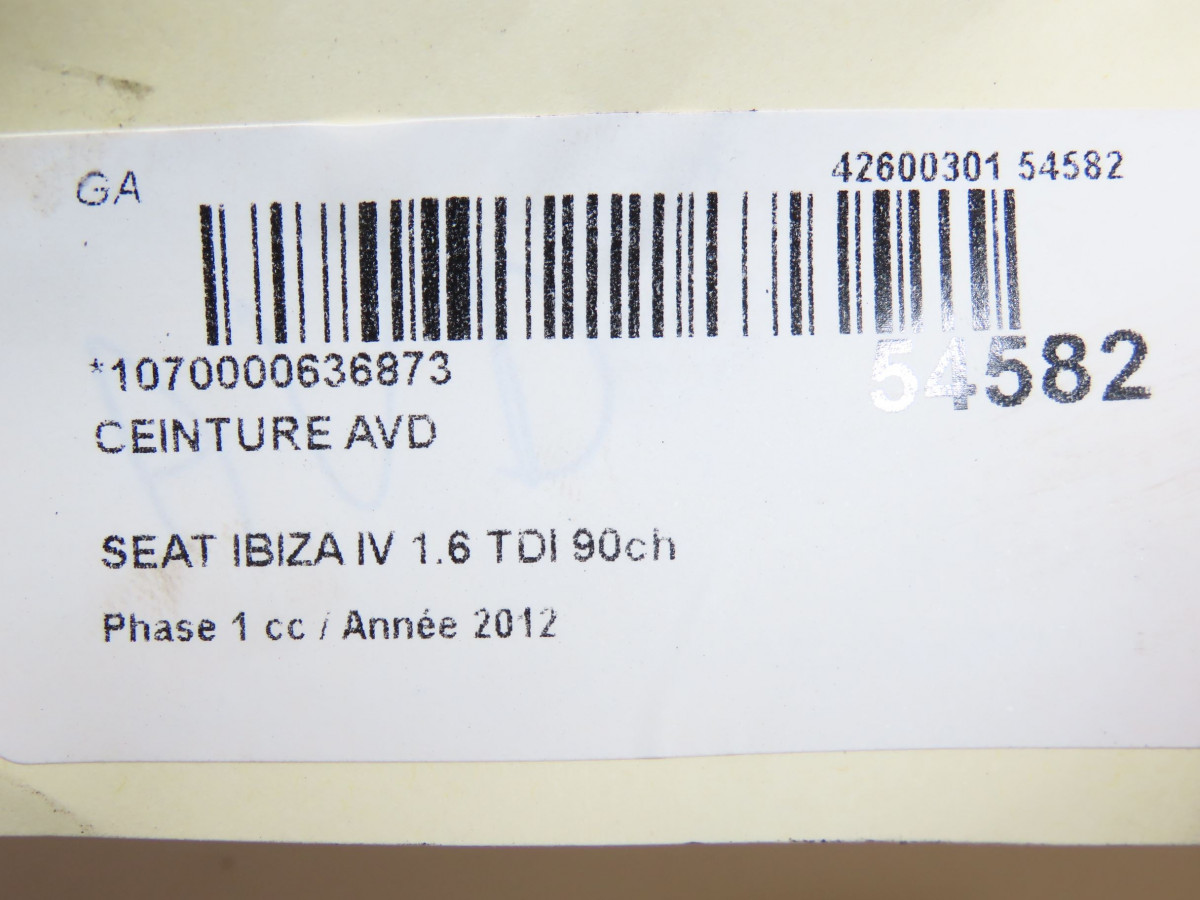 GA
42600301 54582
*1070000636873
54582
CEINTURE AVD
AVD
SEAT IBIZA IV 1.6 TDI 90ch
Phase 1 cc / Année 2012